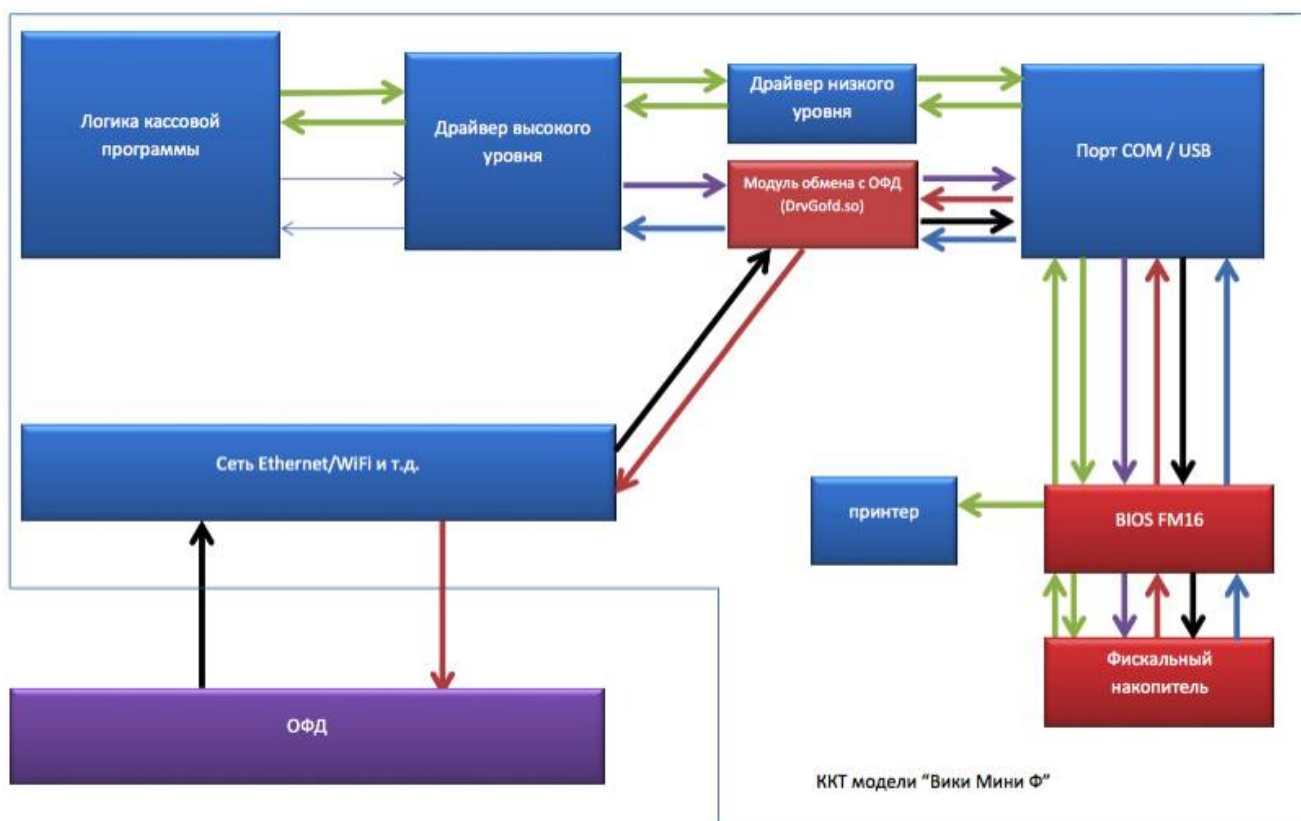 Логика кассовой
программы
Драйвер высокого
уровня
Драйвер низкого
уровня
Порт COM / USB
Модуль обмена с ОФД
(DrvGofd.so)
Сеть Ethernet/WiFi и т.д.
принтер
BIOS FM16
Фискальный
накопитель
ОФД
ККТ модели “Вики Мини Ф”